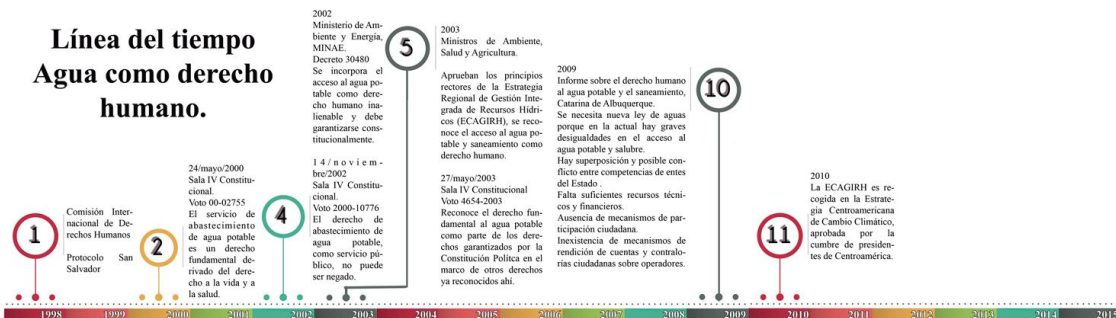 Línea del tiempo
Agua como derecho
humano.
1
Comisión Inter-
nacional de De-
rechos Humanos
Protocolo San
Salvador
2
24/mayo/2000
Sala IV Constitu-
cional.
Voto 00-02755
El servicio de
abastecimiento
de agua potable
es un derecho
fundamental de-
rivado del dere-
cho a la vida y a
la salud.
4
2002
Ministerio de Am-
biente y Energía,
MINAE.
Decreto 30480
Se incorpora el
acceso al agua po-
table como dere-
cho humano ina-
lienable y debe
garantizarse cons-
titucionalmente.
14/noviem-
bre/2002
Sala IV Constitu-
cional.
Voto 2000-10776
El derecho de
abastecimiento de
agua potable,
como servicio pú-
blico, no puede
ser negado.
5
2003
Ministros de Ambiente,
Salud y Agricultura.
Aprueban los principios
rectores de la Estrategia
Regional de Gestión Inte-
grada de Recursos Hídri-
cos (ECAGIRH), se reco-
noce el acceso al agua po-
table y saneamiento como
derecho humano.
27/mayo/2003
Sala IV Constitucional
Voto 4654-2003
Reconoce el derecho fun-
damental al agua potable
como parte de los dere-
chos garantizados por la
Constitución Polítca en el
marco de otros derechos
ya reconocidos ahí.
2009
Informe sobre el derecho humano
al agua potable y el saneamiento,
Catarina de Albuquerque.
Se necesita nueva ley de aguas
porque en la actual hay graves
desigualdades en el acceso al
agua potable y salubre.
Hay superposición y posible con-
flicto entre competencias de entes
del Estado .
Falta suficientes recursos técni-
cos y financieros.
Ausencia de mecanismos de par-
ticipación ciudadana.
Inexistencia de mecanismos de
rendición de cuentas y contralo-
rías ciudadanas sobre operadores.
10
11
2010
La ECAGIRH es re-
cogida en la Estrate-
gia Centroamericana
de Cambio Climático,
aprobada por la
cumbre de presiden-
tes de Centroamérica.
1998 1999 2000 2001 2002 2003 2004 2005 2006 2007 2008 2009 2010 2011 2012 2013 2014 2015